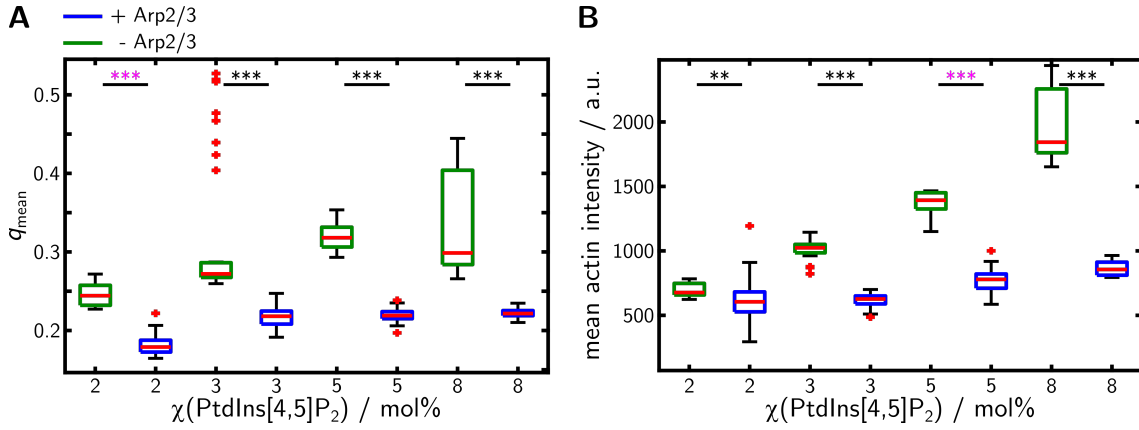 A
+ Arp2/3
- Arp2/3
*** *** *** ***
0.5
0.4
0.3
0.2
q_mean
2 2 3 3 5 5 8 8
χ(PtdIns[4,5]P₂) / mol%
B
** *** *** ***
2000
1500
1000
500
mean actin intensity / a.u.
2 2 3 3 5 5 8 8
χ(PtdIns[4,5]P₂) / mol%